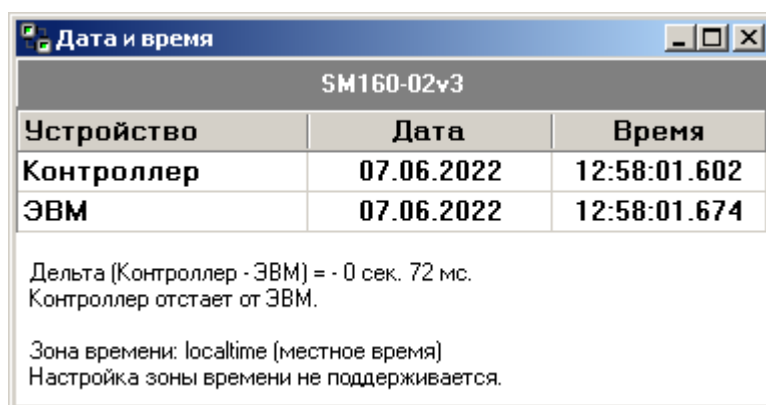 Дата и время
SM160-02v3
Устройство Дата Время
Контроллер 07.06.2022 12:58:01.602
ЭВМ 07.06.2022 12:58:01.674
Дельта (Контроллер - ЭВМ) = - 0 сек. 72 мс.
Контроллер отстает от ЭВМ.
Зона времени: localtime (местное время)
Настройка зоны времени не поддерживается.